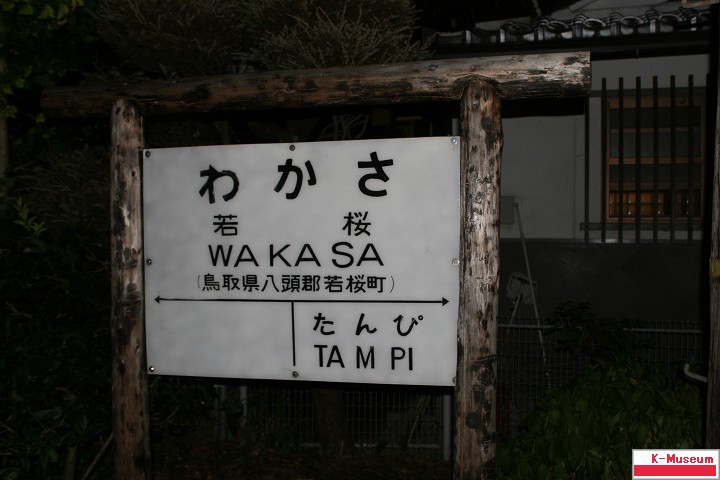 わかさ
若桜
WAKASA
(鳥取県八頭郡若桜町)
たんぴ
TAMPI
K-Museum